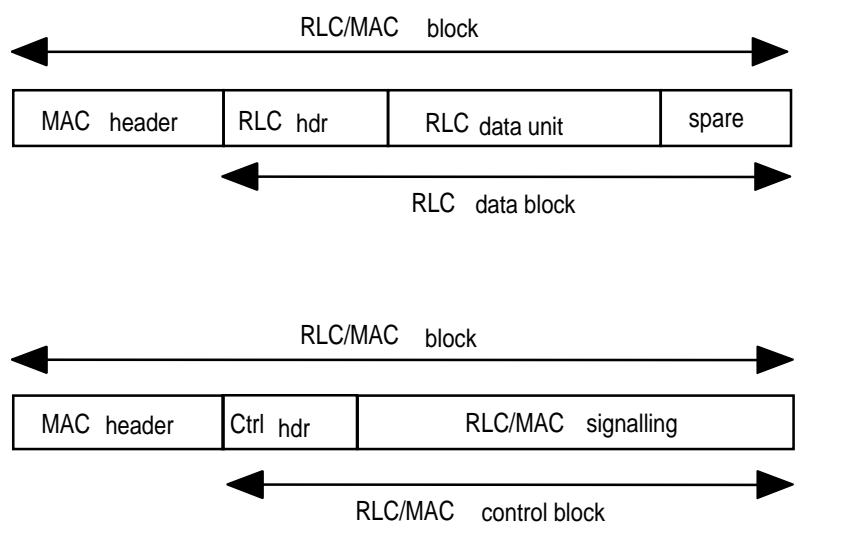 RLC/MAC block
MAC header RLC hdr RLC data unit spare
RLC data block
RLC/MAC block
MAC header Ctrl hdr RLC/MAC signalling
RLC/MAC control block